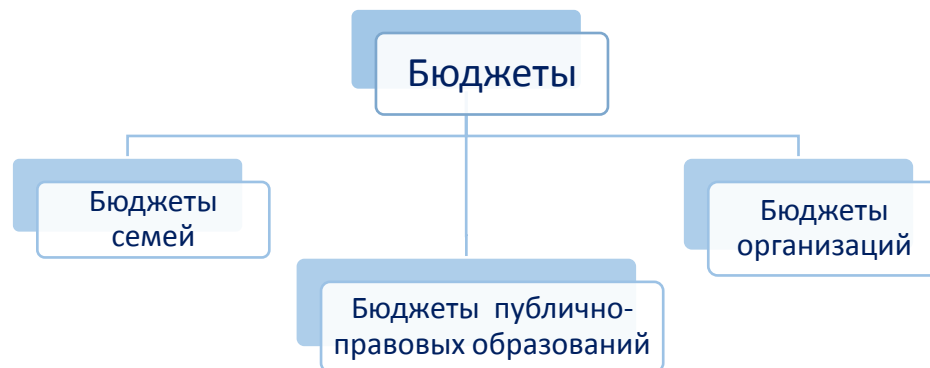 Бюджеты
Бюджеты
семей
Бюджеты
организаций
Бюджеты  публично-
правовых образований